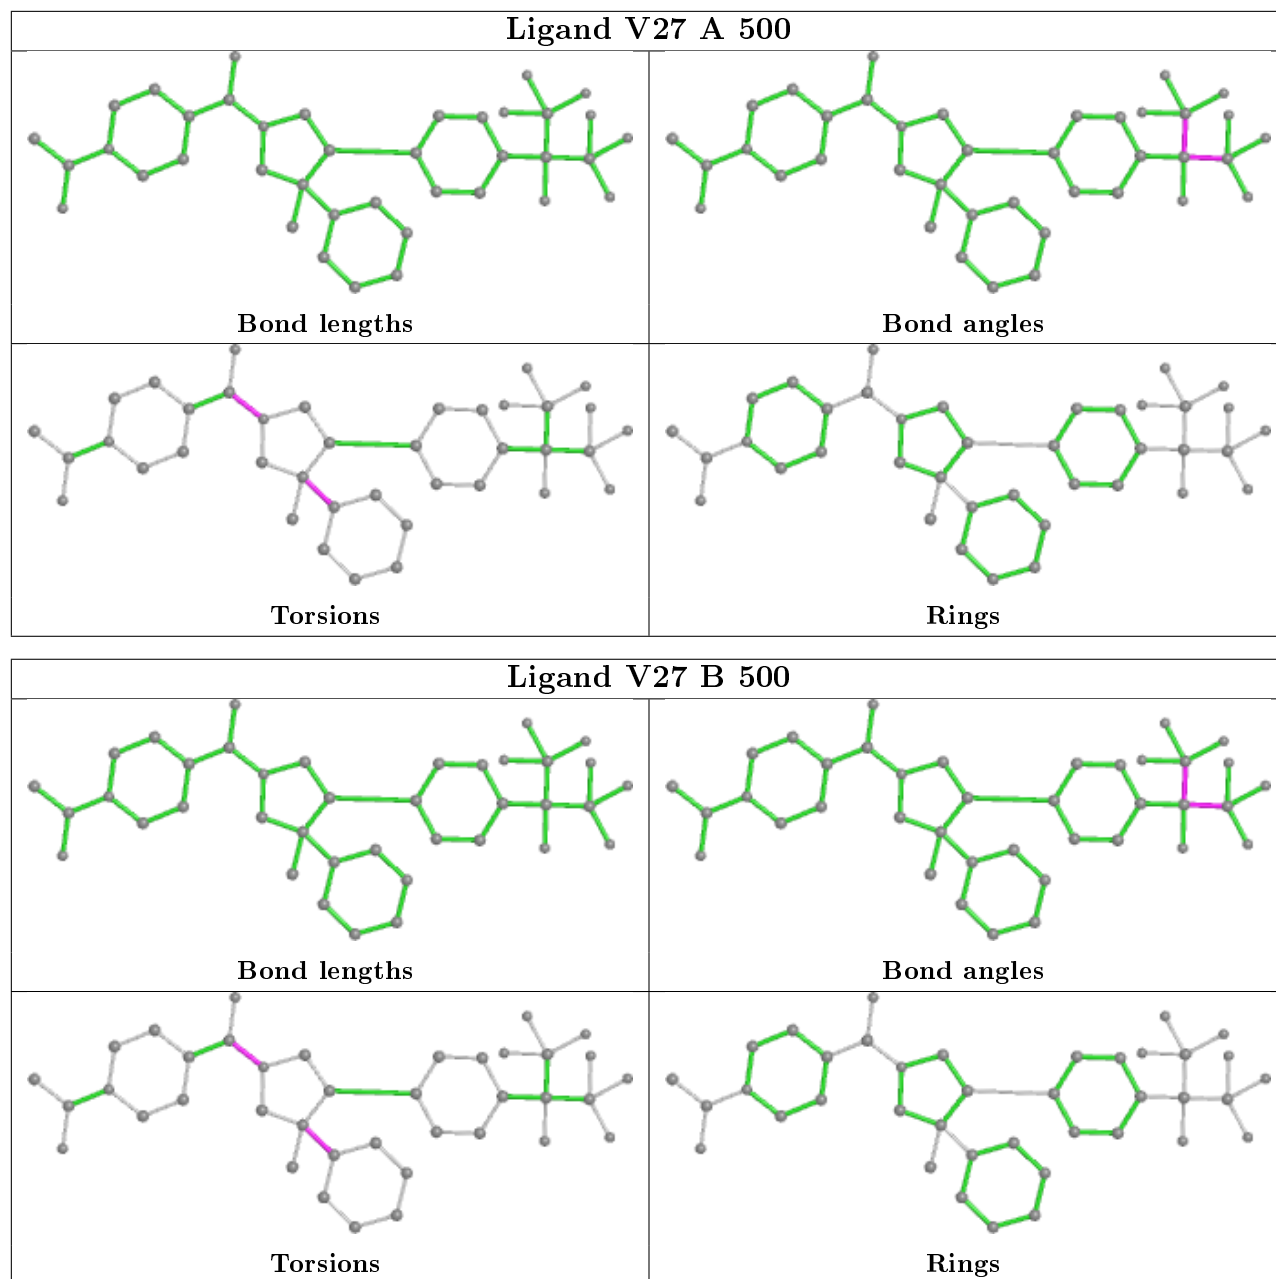 Ligand V27 A 500
Bond lengths
Bond angles
Torsions
Rings
Ligand V27 B 500
Bond lengths
Bond angles
Torsions
Rings